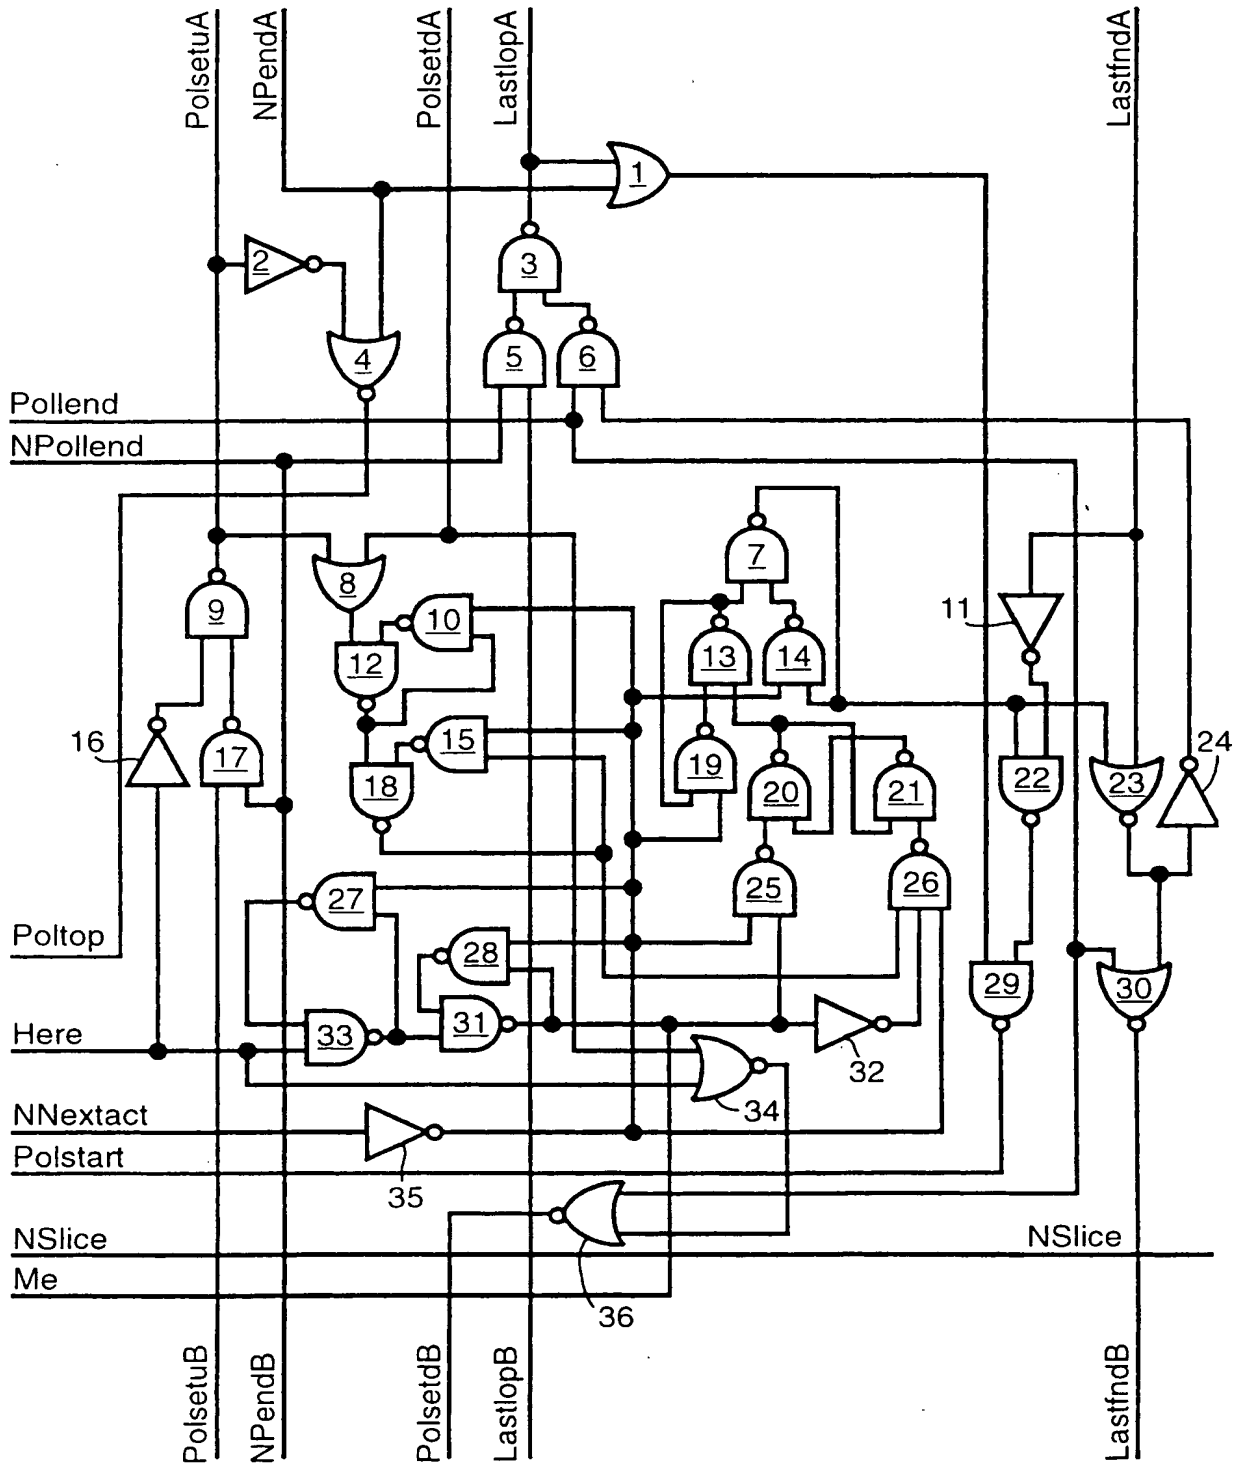 PolsetuA
NPendA
PolsetdA
LastlopA
LastfndA
1
2
3
4
5
6
Pollend
NPollend
7
8
9
10
11
12
13
14
15
16
17
18
19
20
21
22
23
24
25
26
27
28
Poltop
29
30
Here
33
31
32
34
NNextact
Polstart
35
NSlice
NSlice
Me
36
PolsetuB
NPendB
PolsetdB
LastlopB
LastfndB